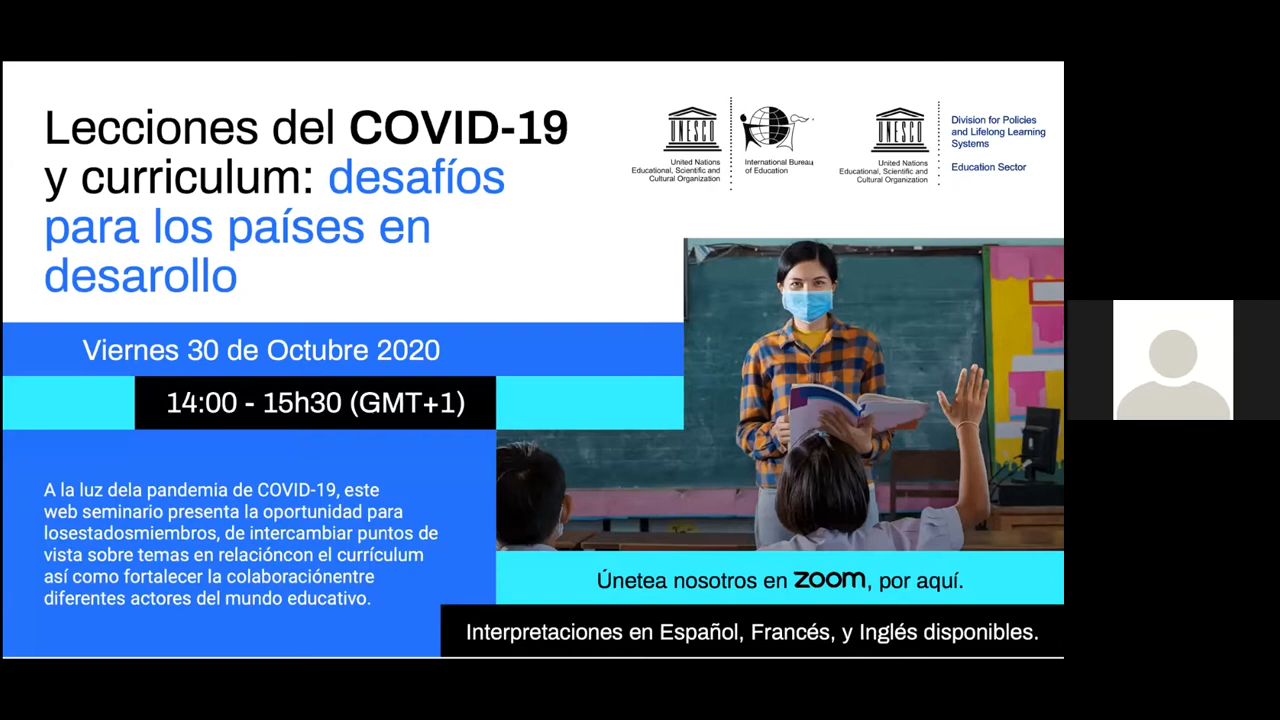 Lecciones del COVID-19
y curriculum: desafíos
para los países en
desarollo
UNESCO
United Nations
Educational, Scientific and
Cultural Organization
International Bureau
of Education
UNESCO
United Nations
Educational, Scientific and
Cultural Organization
Division for Policies
and Lifelong Learning
Systems
Education Sector
Viernes 30 de Octubre 2020
14:00 - 15h30 (GMT+1)
A la luz dela pandemia de COVID-19, este
web seminario presenta la oportunidad para
losestadosmiembros, de intercambiar puntos de
vista sobre temas en relacióncon el currículum
así como fortalecer la colaboraciónentre
diferentes actores del mundo educativo.
Únetea nosotros en zoom, por aquí.
Interpretaciones en Español, Francés, y Inglés disponibles.